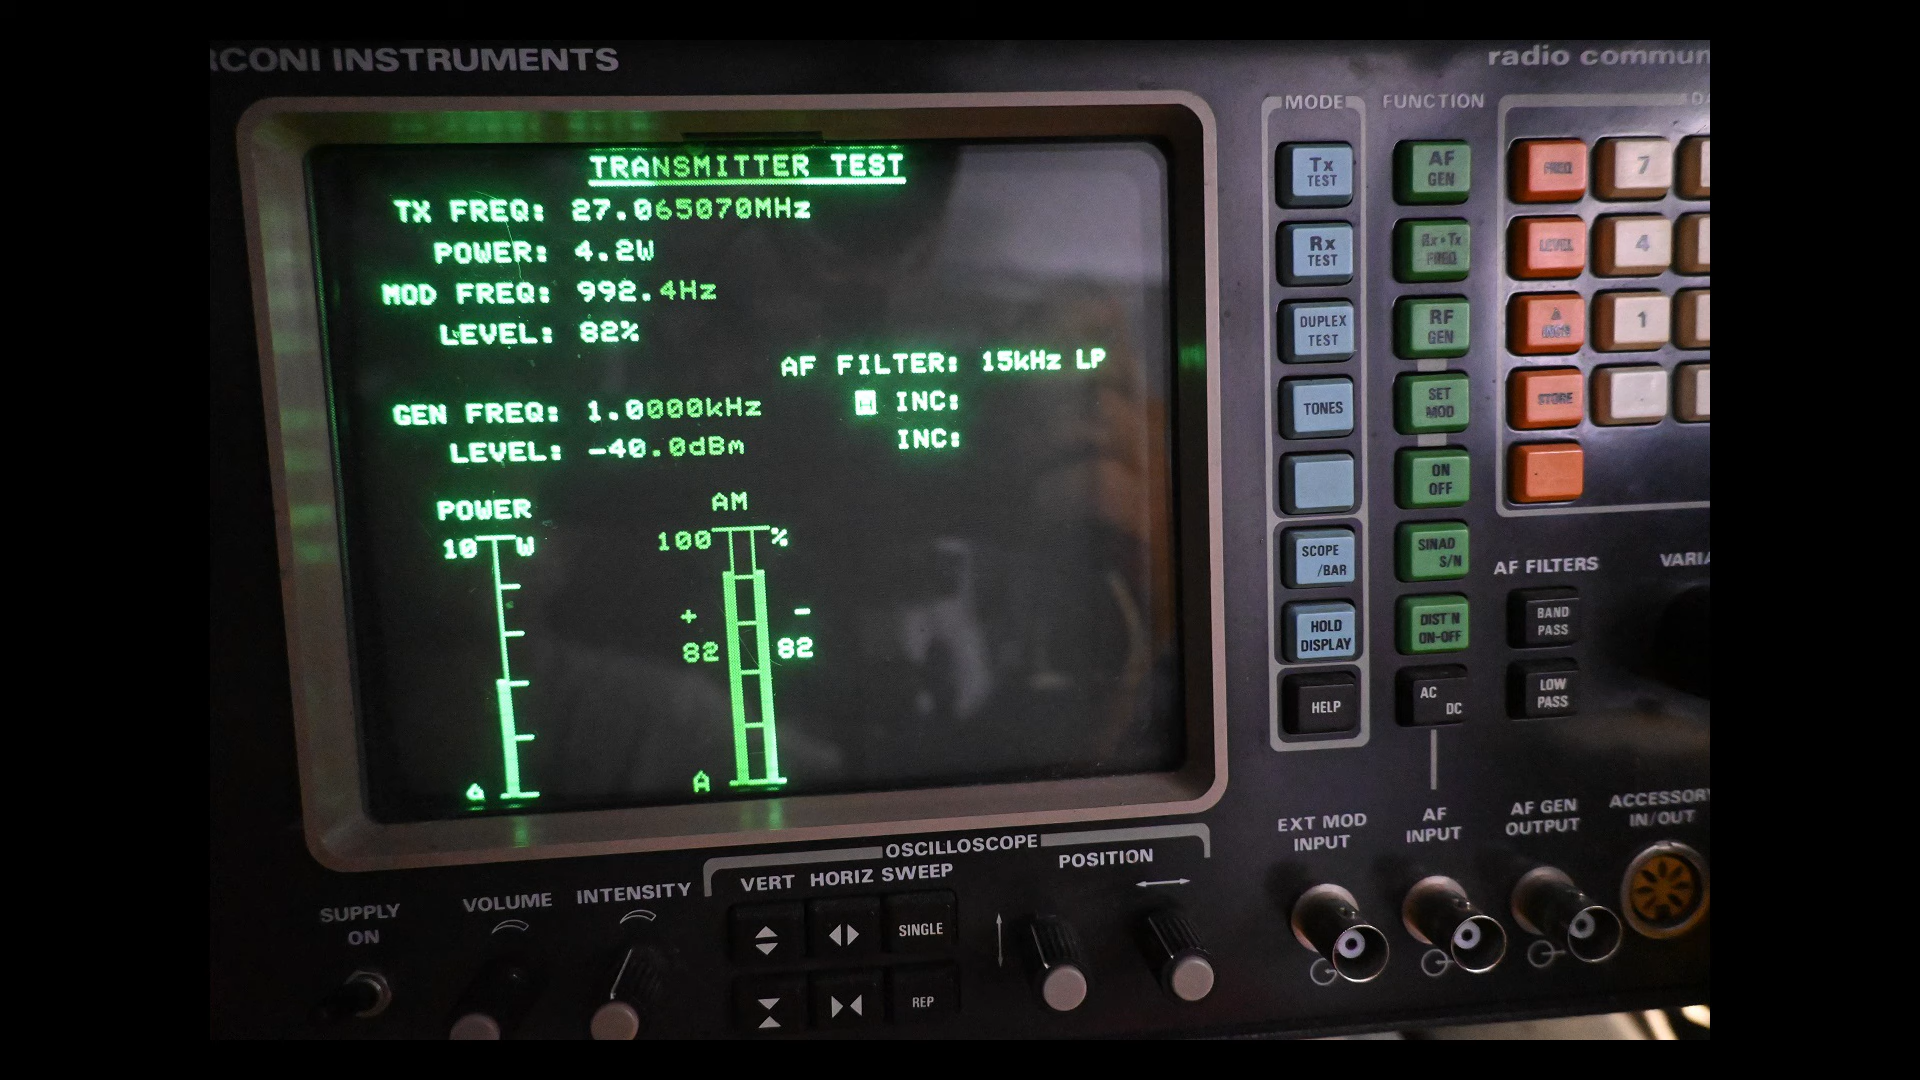 RCONI INSTRUMENTS
radio commun
TRANSMITTER TEST
TX FREQ: 27.065070MHz
POWER: 4.2W
MOD FREQ: 992.4Hz
LEVEL: 82%
AF FILTER: 15kHz LP
GEN FREQ: 1.0000kHz
H INC:
LEVEL: -40.0dBm
INC:
POWER
10 W
AM
100 %
+ -
82 82
MODE
Tx
TEST
Rx
TEST
DUPLEX
TEST
TONES
SCOPE
/BAR
HOLD
DISPLAY
HELP
FUNCTION
AF
GEN
Rx•Tx
FREQ
RF
GEN
SET
MOD
ON
OFF
SINAD
S/N
DIST'N
ON-OFF
AC
DC
FREQ
7
LEVEL
4
1
STORE
AF FILTERS
BAND
PASS
LOW
PASS
VARIA
SUPPLY
ON
VOLUME
INTENSITY
OSCILLOSCOPE
VERT HORIZ SWEEP
POSITION
SINGLE
REP
EXT MOD
INPUT
AF
INPUT
AF GEN
OUTPUT
ACCESSORY
IN/OUT